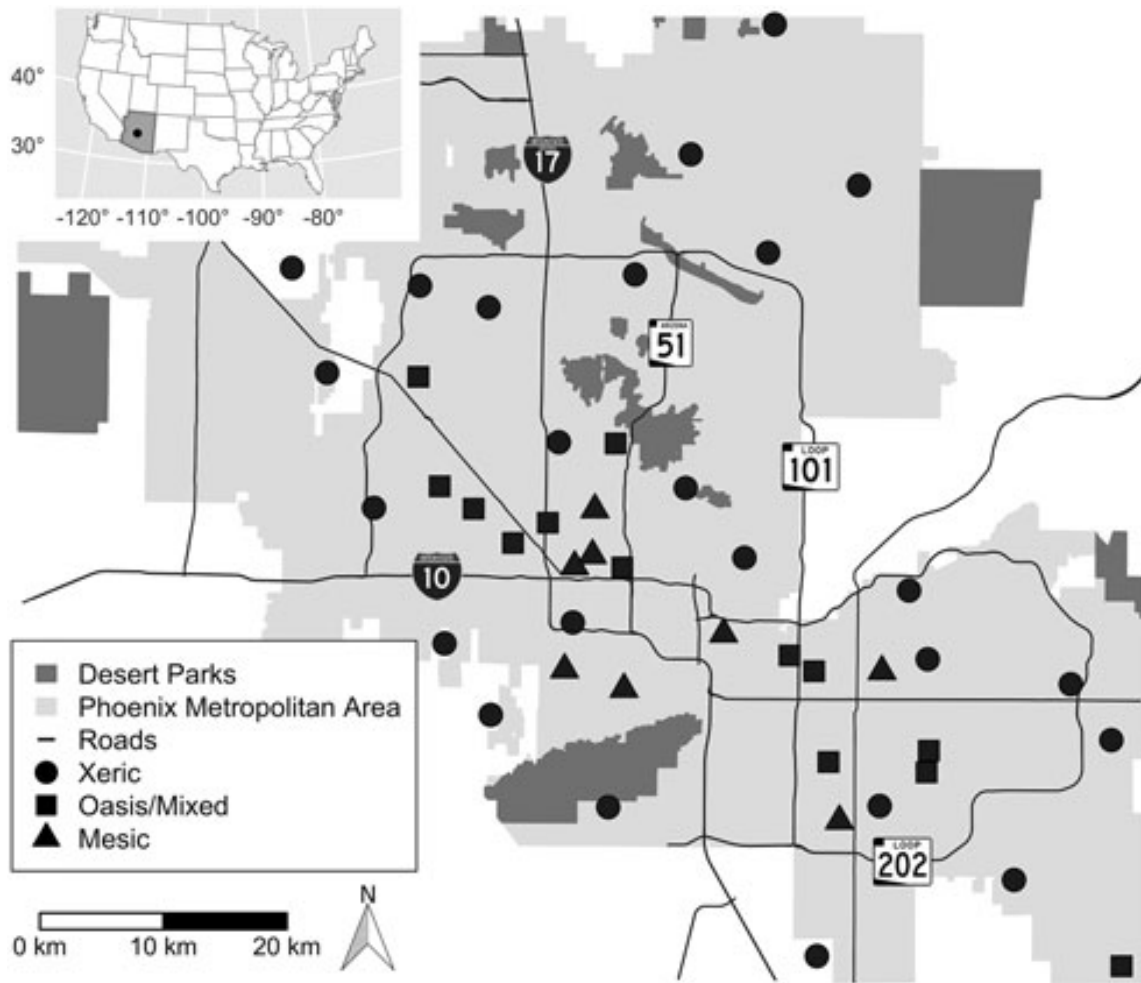 40°
30°
-120° -110° -100° -90° -80°
17
ARIZONA
51
LOOP
101
10
Desert Parks
Phoenix Metropolitan Area
Roads
Xeric
Oasis/Mixed
Mesic
LOOP
202
N
0 km 10 km 20 km